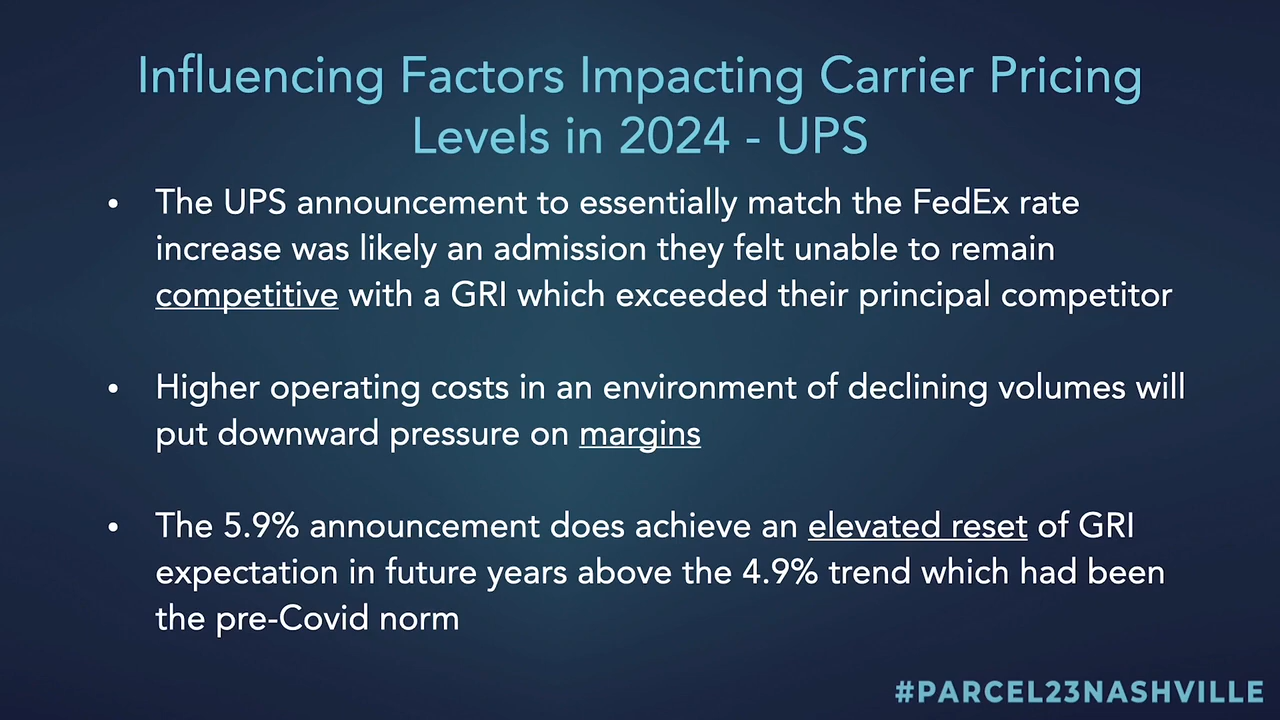 Influencing Factors Impacting Carrier Pricing
Levels in 2024 - UPS
• The UPS announcement to essentially match the FedEx rate
increase was likely an admission they felt unable to remain
competitive with a GRI which exceeded their principal competitor
• Higher operating costs in an environment of declining volumes will
put downward pressure on margins
• The 5.9% announcement does achieve an elevated reset of GRI
expectation in future years above the 4.9% trend which had been
the pre-Covid norm
#PARCEL23NASHVILLE